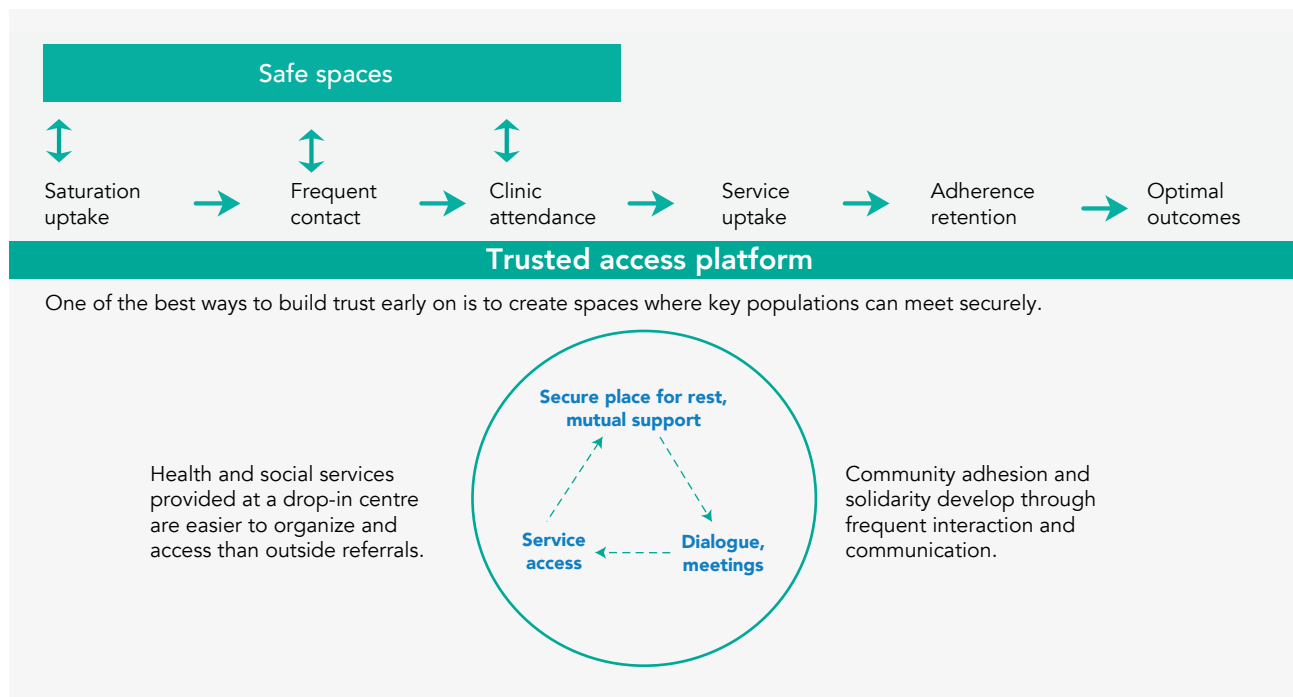 Safe spaces
Saturation
uptake
Frequent
contact
Clinic
attendance
Service
uptake
Adherence
retention
Optimal
outcomes
Trusted access platform
One of the best ways to build trust early on is to create spaces where key populations can meet securely.
Secure place for rest,
mutual support
Health and social services
provided at a drop-in centre
are easier to organize and
access than outside referrals.
Service
access
Dialogue,
meetings
Community adhesion and
solidarity develop through
frequent interaction and
communication.